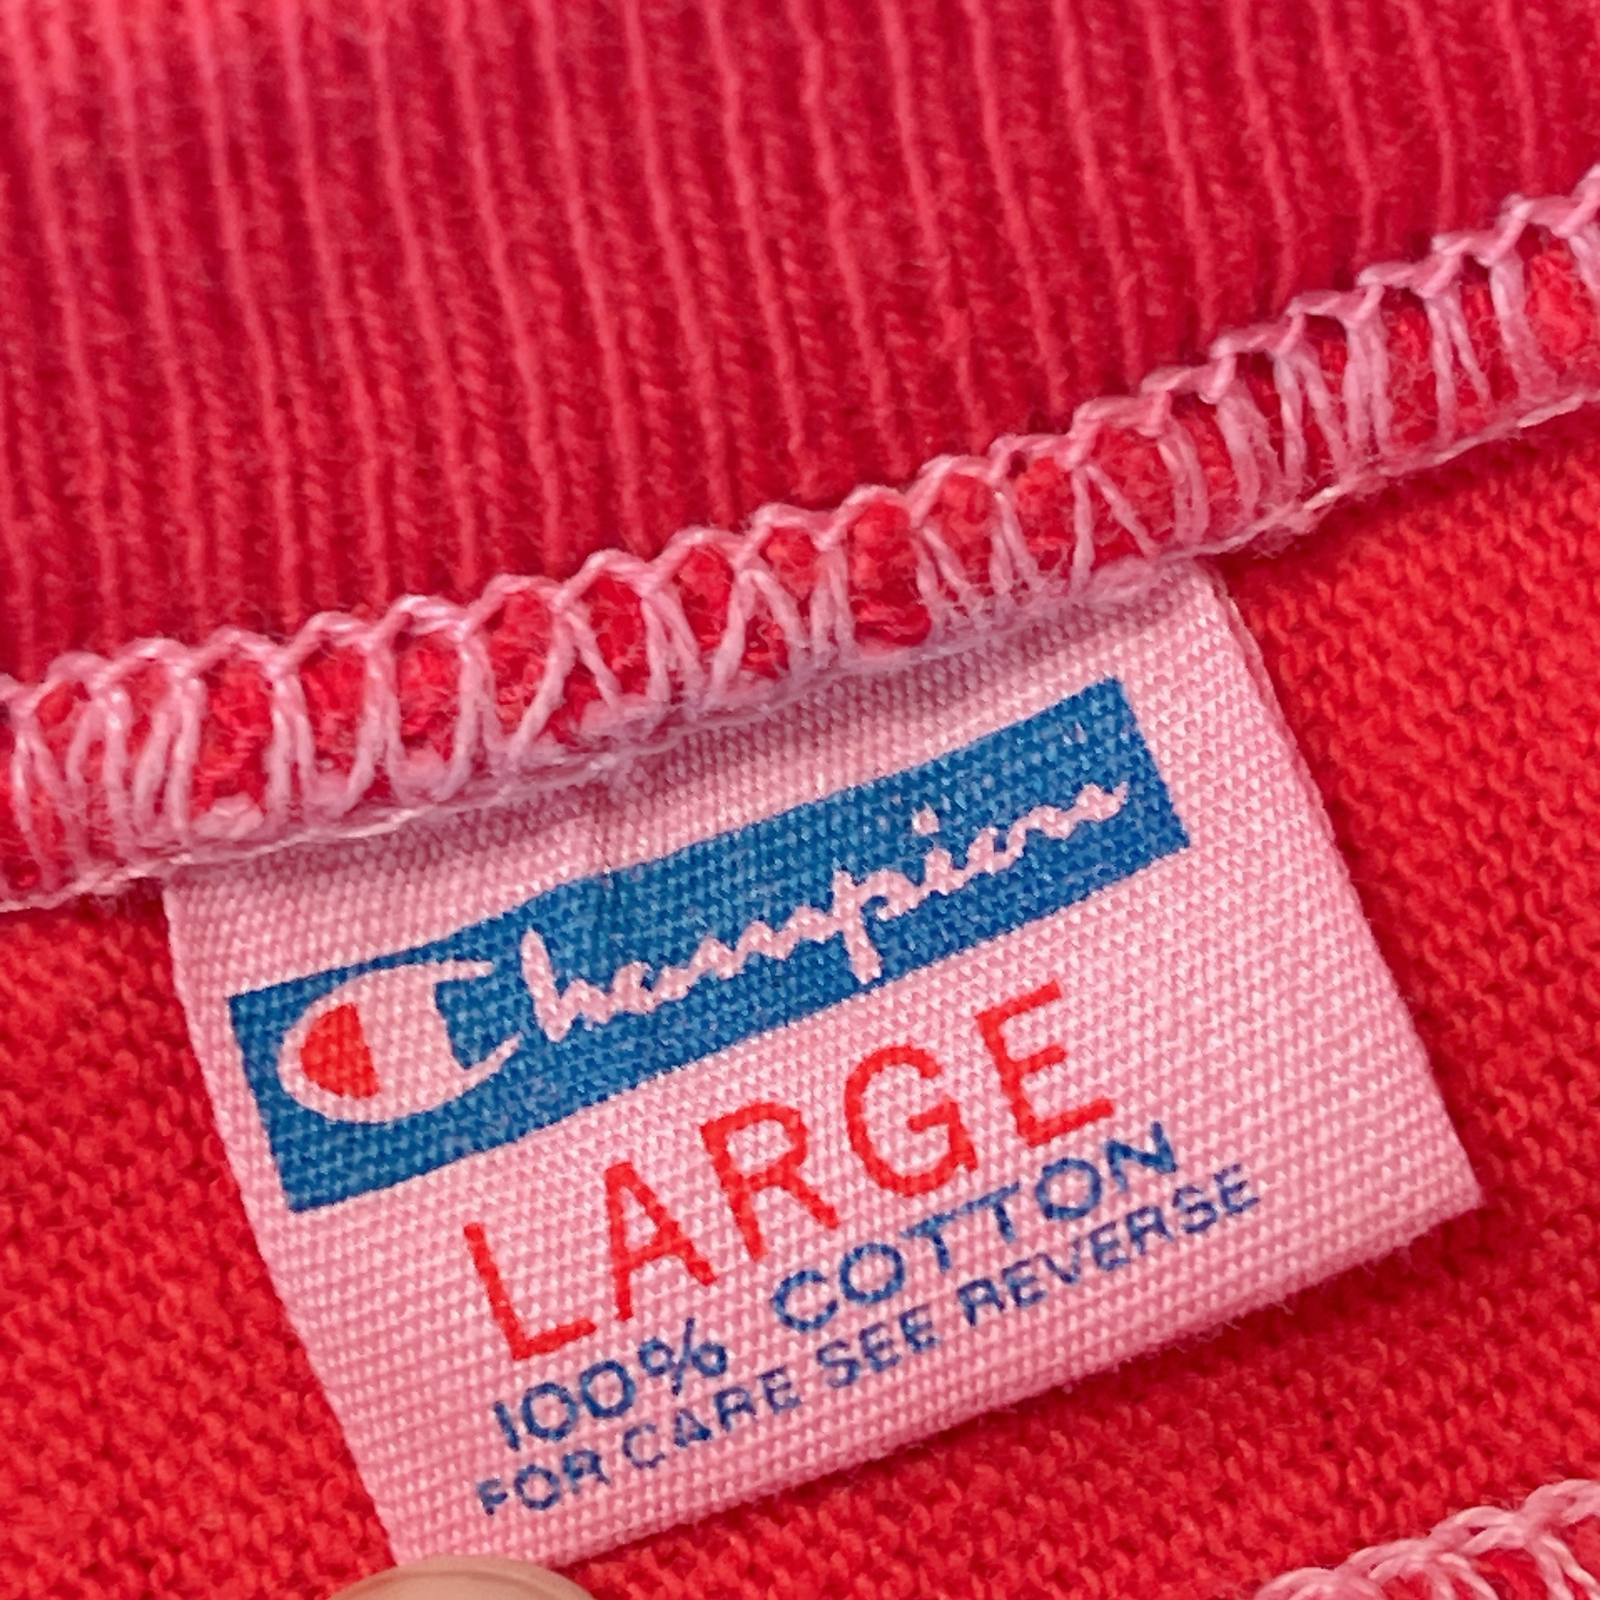 Champion
LARGE
100% COTTON
FOR CARE SEE REVERSE